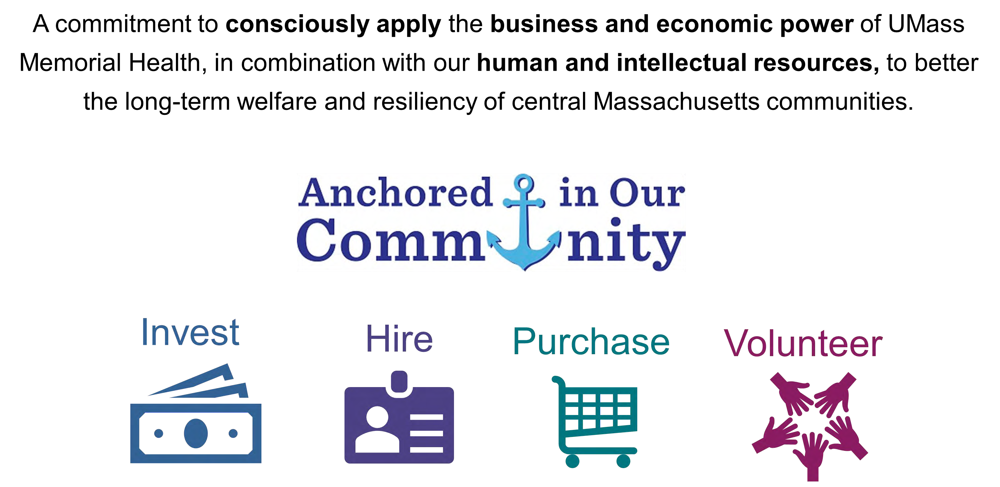 A commitment to consciously apply the business and economic power of UMass
Memorial Health, in combination with our human and intellectual resources, to better
the long-term welfare and resiliency of central Massachusetts communities.
Anchored in Our
Community
Invest
Hire
Purchase
Volunteer